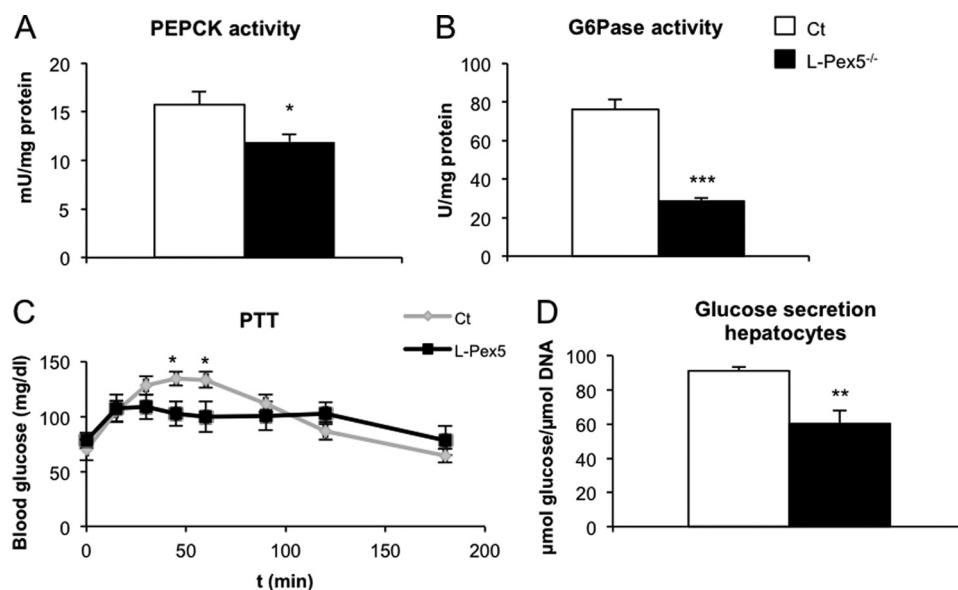 A
PEPCK activity
mU/mg protein
20
15
10
5
0
*
B
G6Pase activity
U/mg protein
100
80
60
40
20
0
***
Ct
L-Pex5-/-
C
PTT
Ct
L-Pex5
Blood glucose (mg/dl)
150
100
50
0
* *
0 50 100 150 200
t (min)
D
Glucose secretion
hepatocytes
µmol glucose/µmol DNA
100
80
60
40
20
0
**